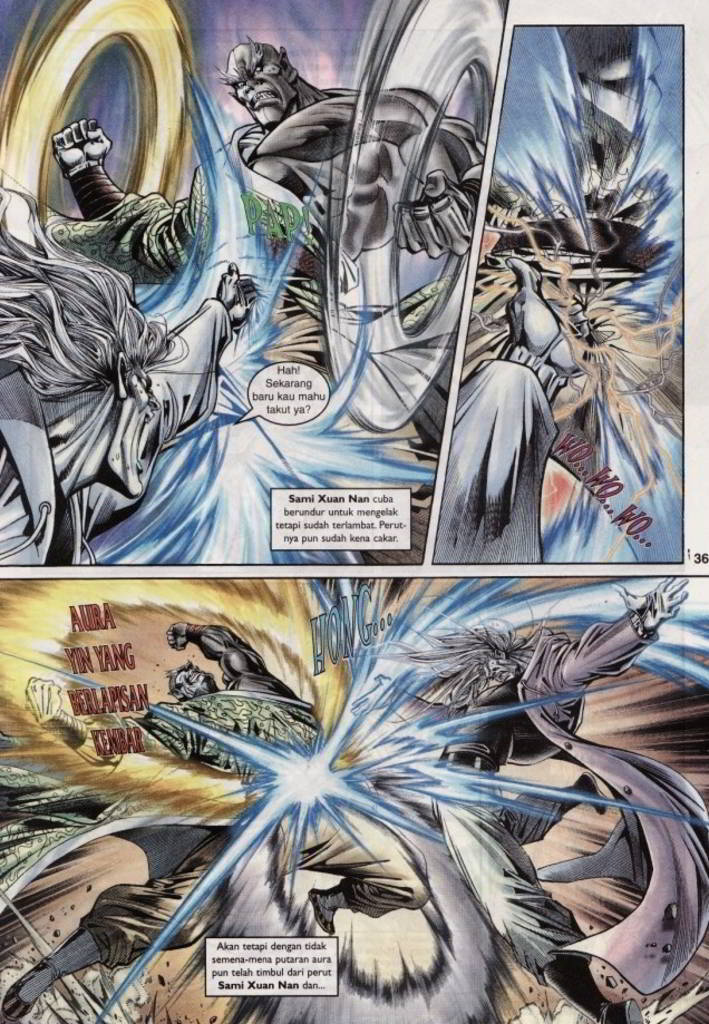 PAP!
Hah!
Sekarang
baru kau mahu
takut ya?
Sami Xuan Nan cuba
berundur untuk mengelak
tetapi sudah terlambat. Perut-
nya pun sudah kena cakar.
WO..WO..WO...
36
AURA
YIN YANG
BERLAPISAN
KEMBAR
HONG...
Akan tetapi dengan tidak
semena-mena putaran aura
pun telah timbul dari perut
Sami Xuan Nan dan...